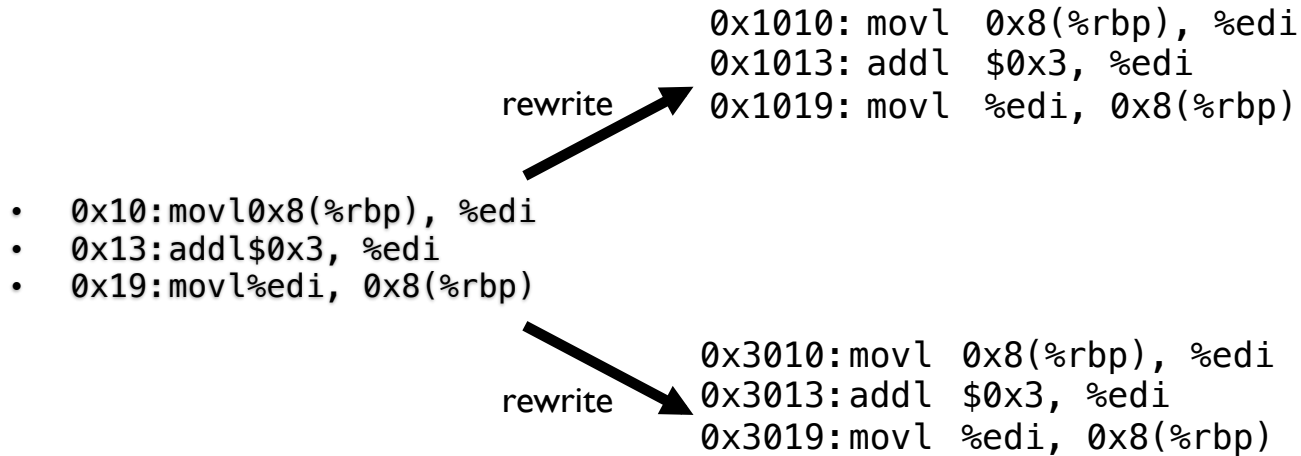 0x1010: movl 0x8(%rbp), %edi
0x1013: addl $0x3, %edi
0x1019: movl %edi, 0x8(%rbp)
rewrite
• 0x10:movl0x8(%rbp), %edi
• 0x13:addl$0x3, %edi
• 0x19:movl%edi, 0x8(%rbp)
rewrite
0x3010:movl 0x8(%rbp), %edi
0x3013:addl $0x3, %edi
0x3019:movl %edi, 0x8(%rbp)